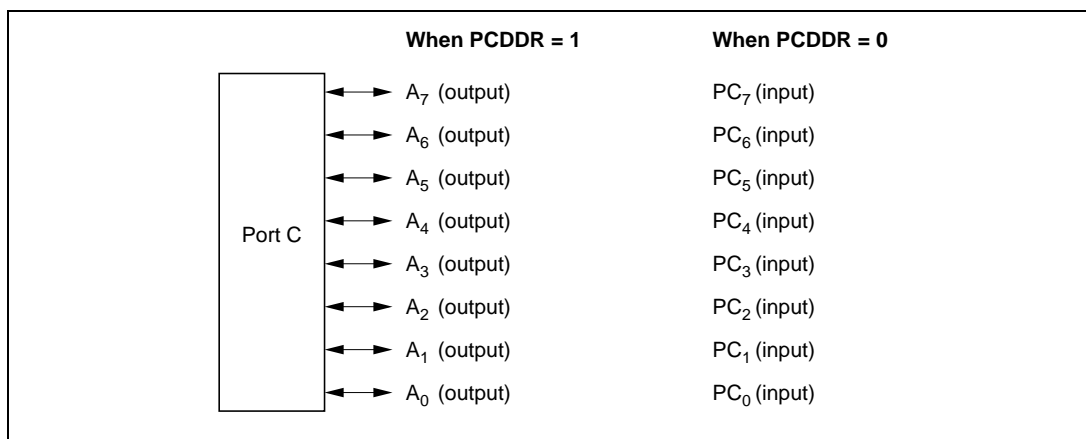 When PCDDR = 1 When PCDDR = 0
A₇ (output) PC₇ (input)
A₆ (output) PC₆ (input)
A₅ (output) PC₅ (input)
A₄ (output) PC₄ (input)
Port C
A₃ (output) PC₃ (input)
A₂ (output) PC₂ (input)
A₁ (output) PC₁ (input)
A₀ (output) PC₀ (input)